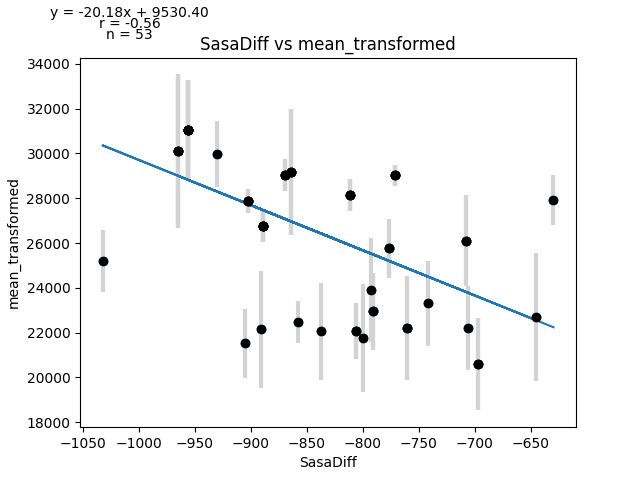 y = -20.18x + 9530.40
r = -0.56
n = 53
SasaDiff vs mean_transformed
34000
32000
30000
28000
26000
24000
22000
20000
18000
mean_transformed
−1050 −1000 −950 −900 −850 −800 −750 −700 −650
SasaDiff